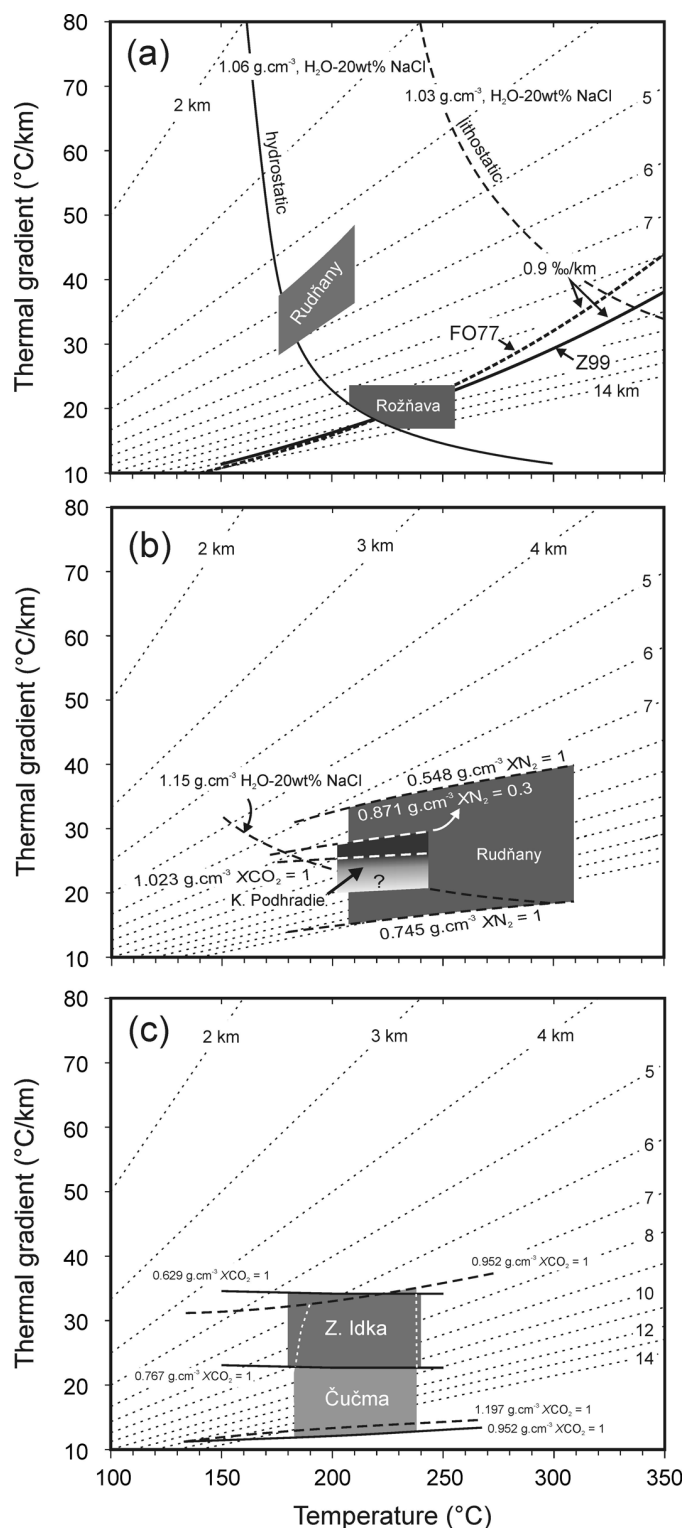 80
70
60
50
40
30
20
10
Thermal gradient (°C/km)
(a)
1.06 g.cm⁻³, H₂O-20wt% NaCl
2 km
1.03 g.cm⁻³, H₂O-20wt% NaCl
5
hydrostatic
lithostatic
6
7
Rudňany
0.9 ‰/km
FO77
Z99
Rožňava
14 km
80
70
60
50
40
30
20
10
Thermal gradient (°C/km)
(b)
2 km
3 km
4 km
5
6
7
1.15 g.cm⁻³ H₂O-20wt% NaCl
0.548 g.cm⁻³ XN₂ = 1
0.871 g.cm⁻³ XN₂ = 0.3
Rudňany
1.023 g.cm⁻³ XCO₂ = 1
K. Podhradie
?
0.745 g.cm⁻³ XN₂ = 1
80
70
60
50
40
30
20
10
Thermal gradient (°C/km)
(c)
2 km
3 km
4 km
5
6
7
8
10
12
14
0.629 g.cm⁻³ XCO₂ = 1
0.952 g.cm⁻³ XCO₂ = 1
Z. Idka
0.767 g.cm⁻³ XCO₂ = 1
Čučma
1.197 g.cm⁻³ XCO₂ = 1
0.952 g.cm⁻³ XCO₂ = 1
100
150
200
250
300
350
Temperature (°C)